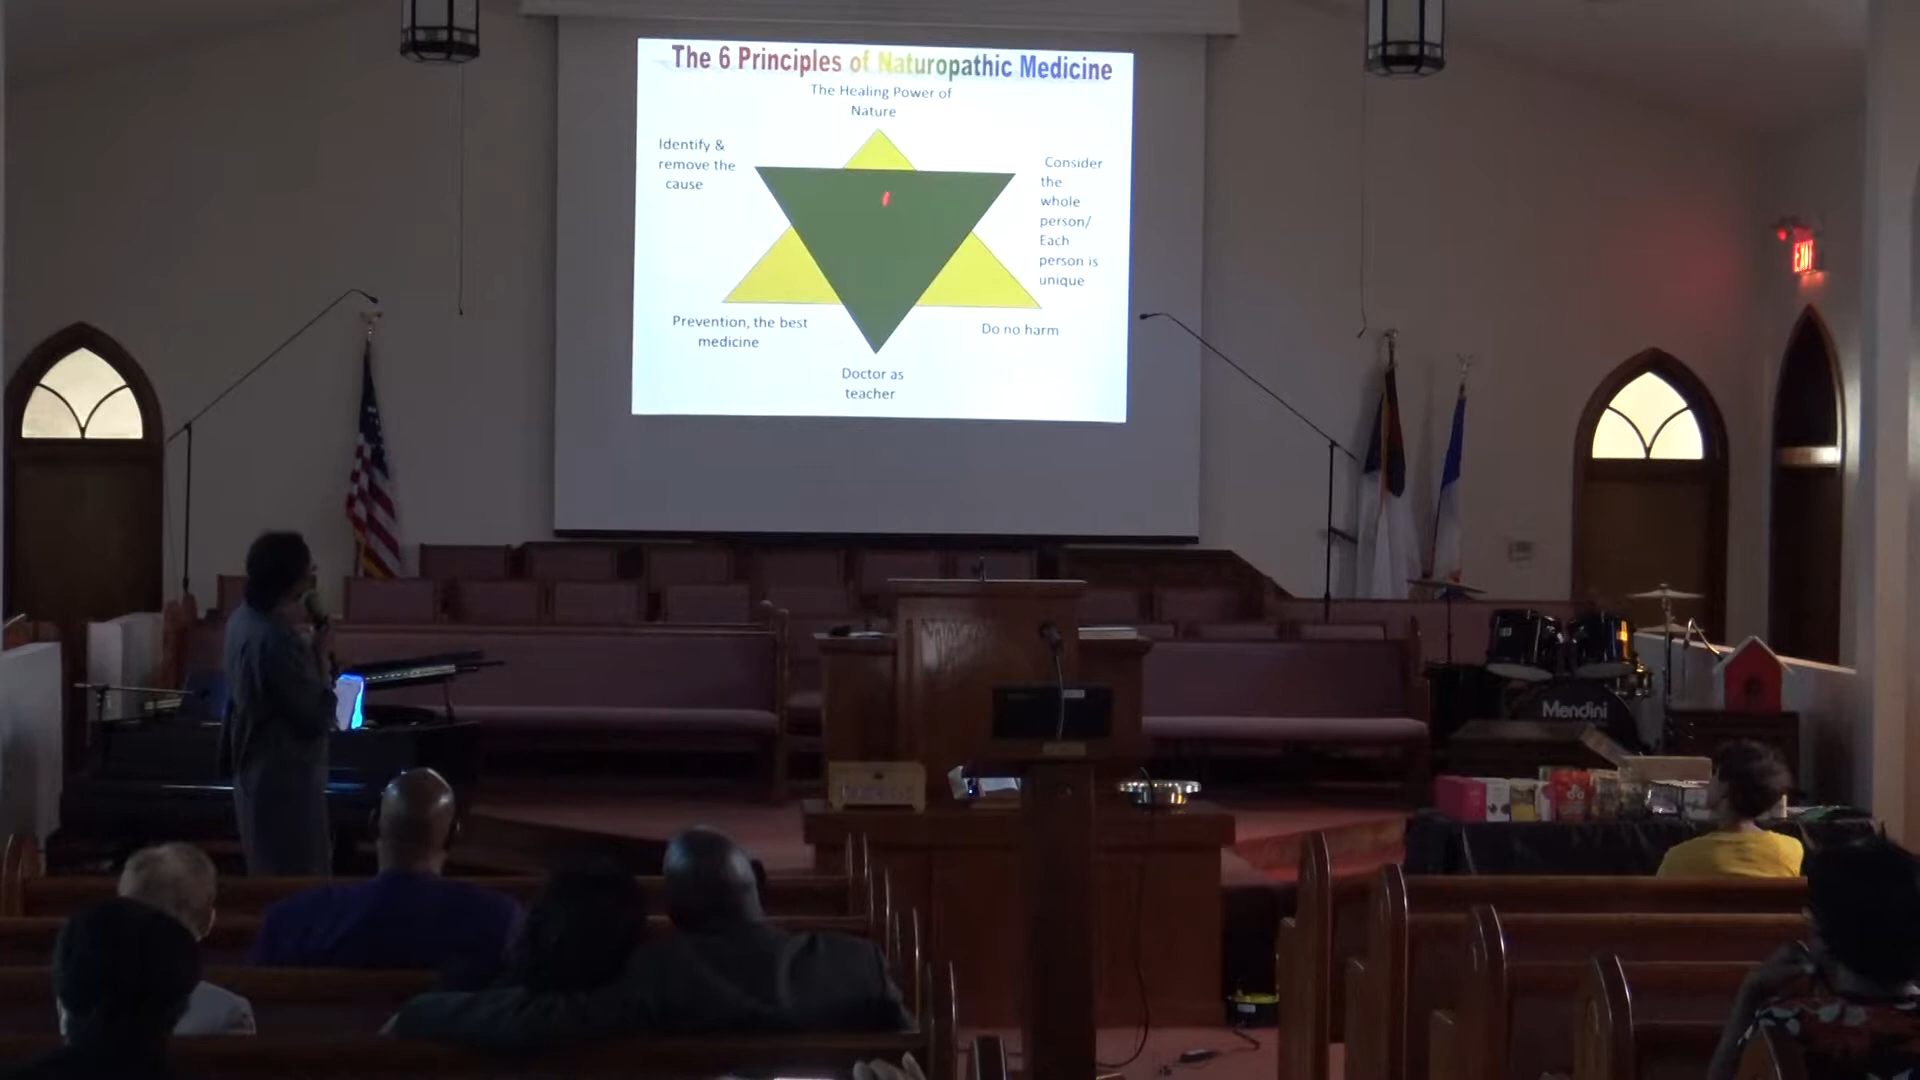 The 6 Principles of Naturopathic Medicine
The Healing Power of
Nature
Identify &
remove the
cause
Consider
the
whole
person/
Each
person is
unique
Prevention, the best
medicine
Do no harm
Doctor as
teacher
EXIT
Mendini